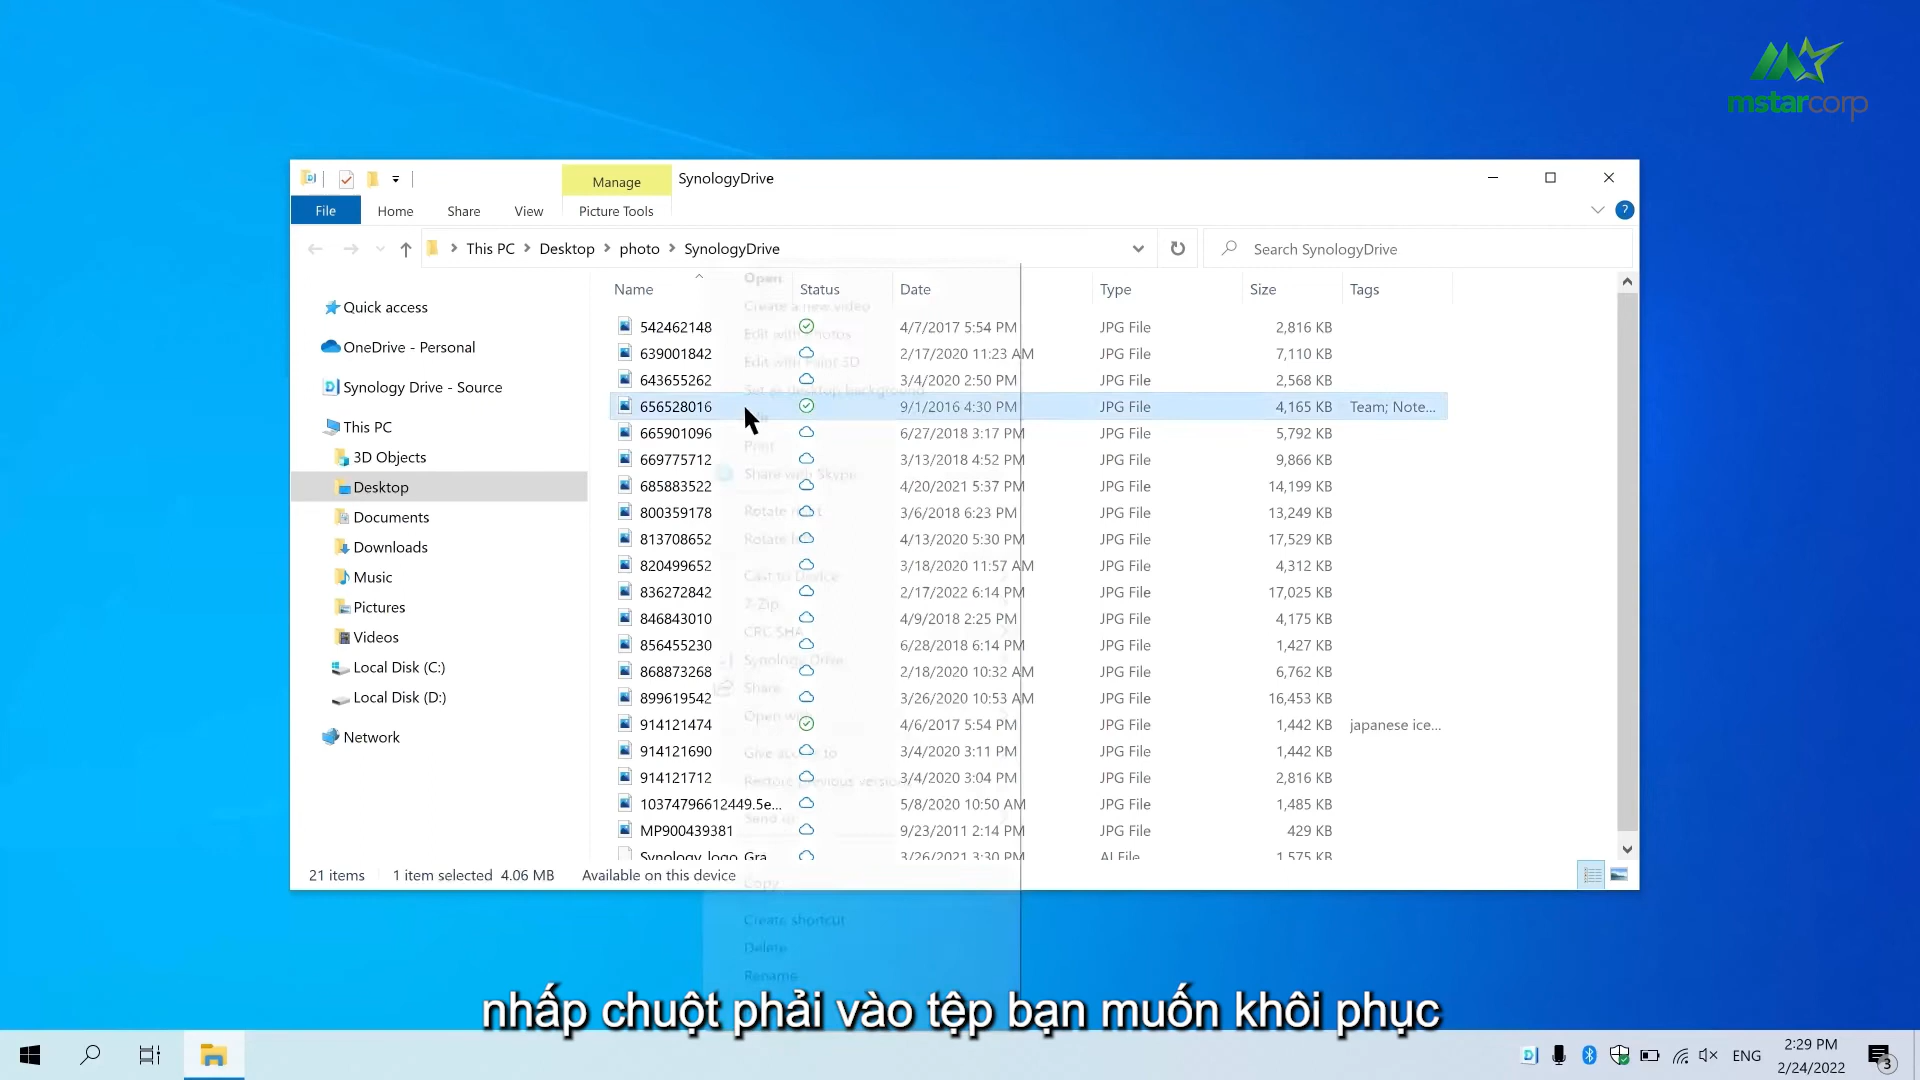 mstarcorp
Manage
SynologyDrive
File
Home
Share
View
Picture Tools
This PC
Desktop
photo
SynologyDrive
Search SynologyDrive
Name
Status
Date
Type
Size
Tags
Quick access
OneDrive - Personal
Synology Drive - Source
This PC
3D Objects
Desktop
Documents
Downloads
Music
Pictures
Videos
Local Disk (C:)
Local Disk (D:)
Network
542462148 4/7/2017 5:54 PM JPG File 2,816 KB
639001842 2/17/2020 11:23 AM JPG File 7,110 KB
643655262 3/4/2020 2:50 PM JPG File 2,568 KB
656528016 9/1/2016 4:30 PM JPG File 4,165 KB Team; Note...
665901096 6/27/2018 3:17 PM JPG File 5,792 KB
669775712 3/13/2018 4:52 PM JPG File 9,866 KB
685883522 4/20/2021 5:37 PM JPG File 14,199 KB
800359178 3/6/2018 6:23 PM JPG File 13,249 KB
813708652 4/13/2020 5:30 PM JPG File 17,529 KB
820499652 3/18/2020 11:57 AM JPG File 4,312 KB
836272842 2/17/2022 6:14 PM JPG File 17,025 KB
846843010 4/9/2018 2:25 PM JPG File 4,175 KB
856455230 6/28/2018 6:14 PM JPG File 1,427 KB
868873268 2/18/2020 10:32 AM JPG File 6,762 KB
899619542 3/26/2020 10:53 AM JPG File 16,453 KB
914121474 4/6/2017 5:54 PM JPG File 1,442 KB japanese ice...
914121690 3/4/2020 3:11 PM JPG File 1,442 KB
914121712 3/4/2020 3:04 PM JPG File 2,816 KB
10374796612449.5e... 5/8/2020 10:50 AM JPG File 1,485 KB
MP900439381 9/23/2011 2:14 PM JPG File 429 KB
Synology_logo_Gra 3/26/2021 3:30 PM AI File 1,575 KB
Open
Create a new video
Edit with Photos
Edit with Paint 3D
Set as desktop background
Print
Share with Skype
Rotate right
Cast to Device
7-Zip
CRC SHA
Synology Drive
Share
Open with
Give access to
Restore previous versions
Send to
Copy
Create shortcut
Delete
Rename
21 items
1 item selected 4.06 MB
Available on this device
nhấp chuột phải vào tệp bạn muốn khôi phục
ENG
2:29 PM
2/24/2022
3